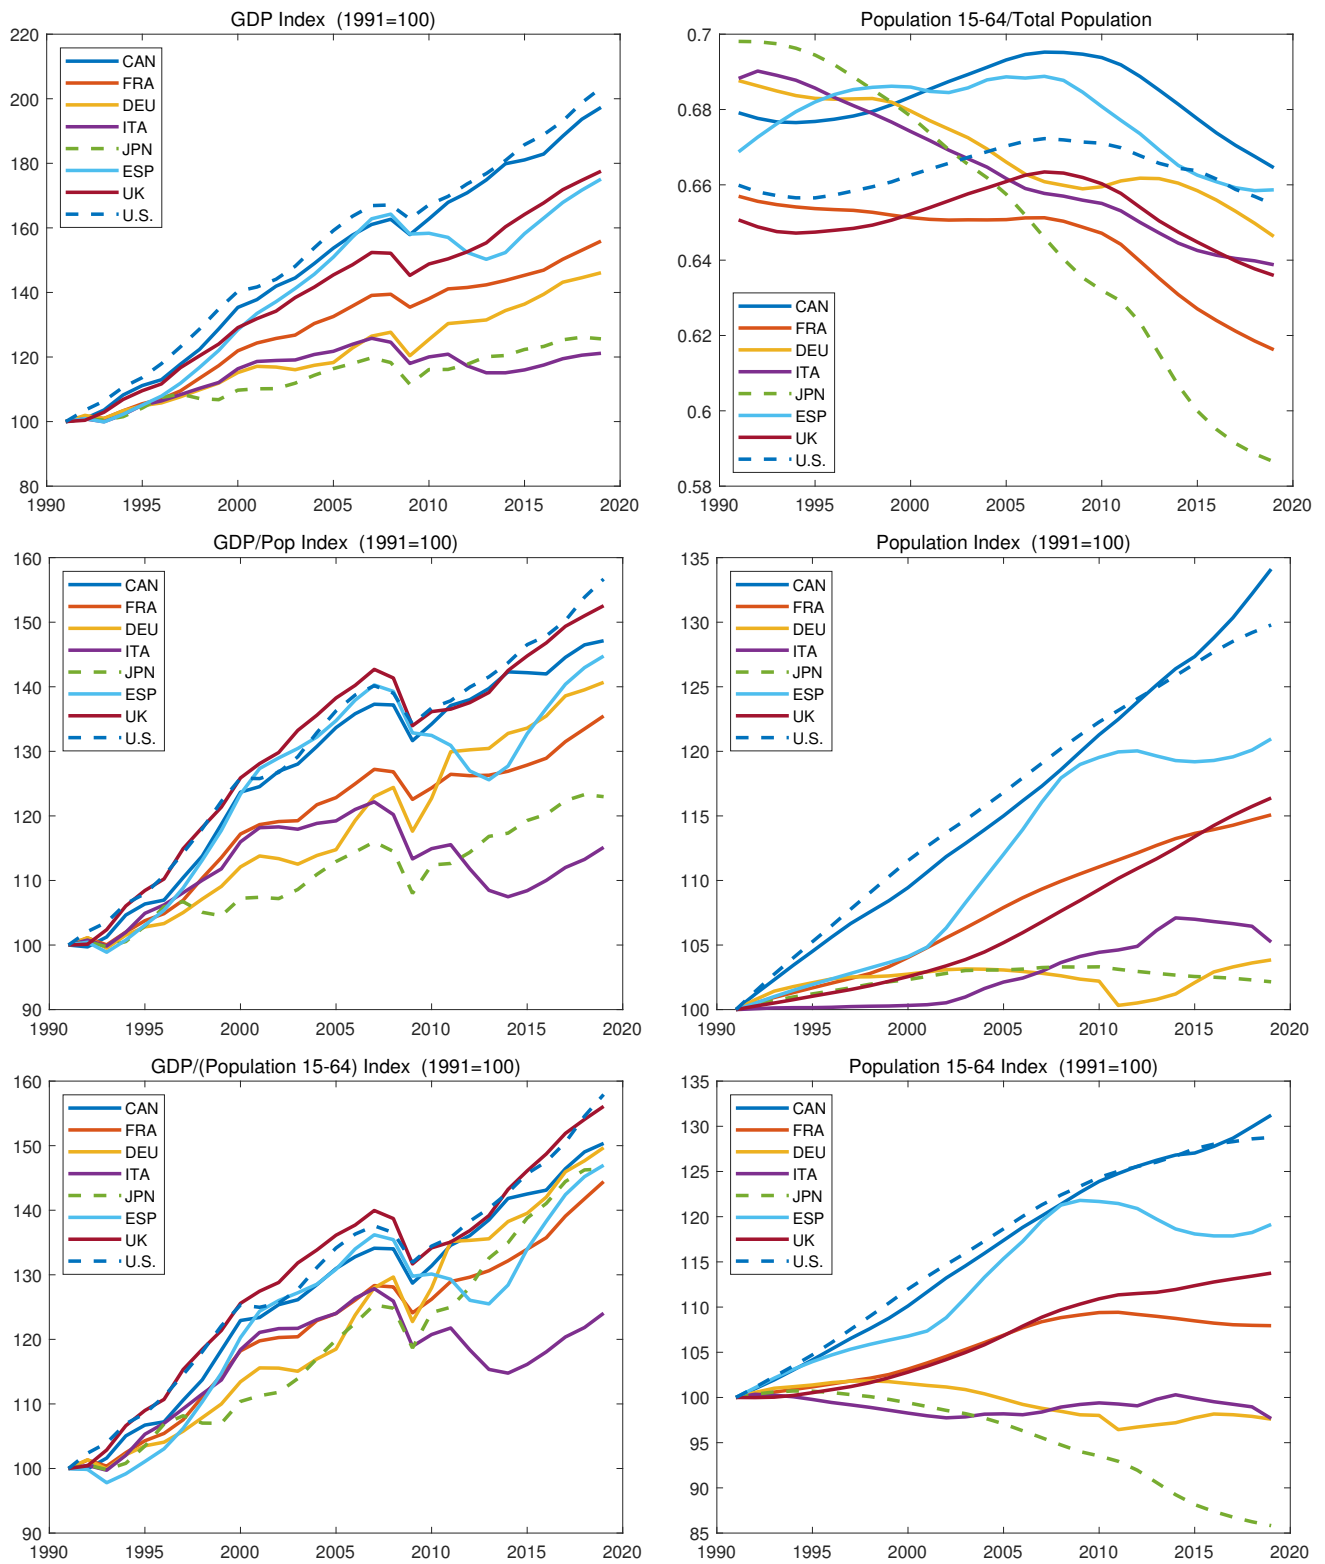 GDP Index (1991=100)
220
200
180
160
140
120
100
80
1990 1995 2000 2005 2010 2015 2020
CAN
FRA
DEU
ITA
JPN
ESP
UK
U.S.
Population 15-64/Total Population
0.7
0.68
0.66
0.64
0.62
0.6
0.58
1990 1995 2000 2005 2010 2015 2020
CAN
FRA
DEU
ITA
JPN
ESP
UK
U.S.
GDP/Pop Index (1991=100)
160
150
140
130
120
110
100
90
1990 1995 2000 2005 2010 2015 2020
CAN
FRA
DEU
ITA
JPN
ESP
UK
U.S.
Population Index (1991=100)
135
130
125
120
115
110
105
100
1990 1995 2000 2005 2010 2015 2020
CAN
FRA
DEU
ITA
JPN
ESP
UK
U.S.
GDP/(Population 15-64) Index (1991=100)
160
150
140
130
120
110
100
90
1990 1995 2000 2005 2010 2015 2020
CAN
FRA
DEU
ITA
JPN
ESP
UK
U.S.
Population 15-64 Index (1991=100)
135
130
125
120
115
110
105
100
95
90
85
1990 1995 2000 2005 2010 2015 2020
CAN
FRA
DEU
ITA
JPN
ESP
UK
U.S.